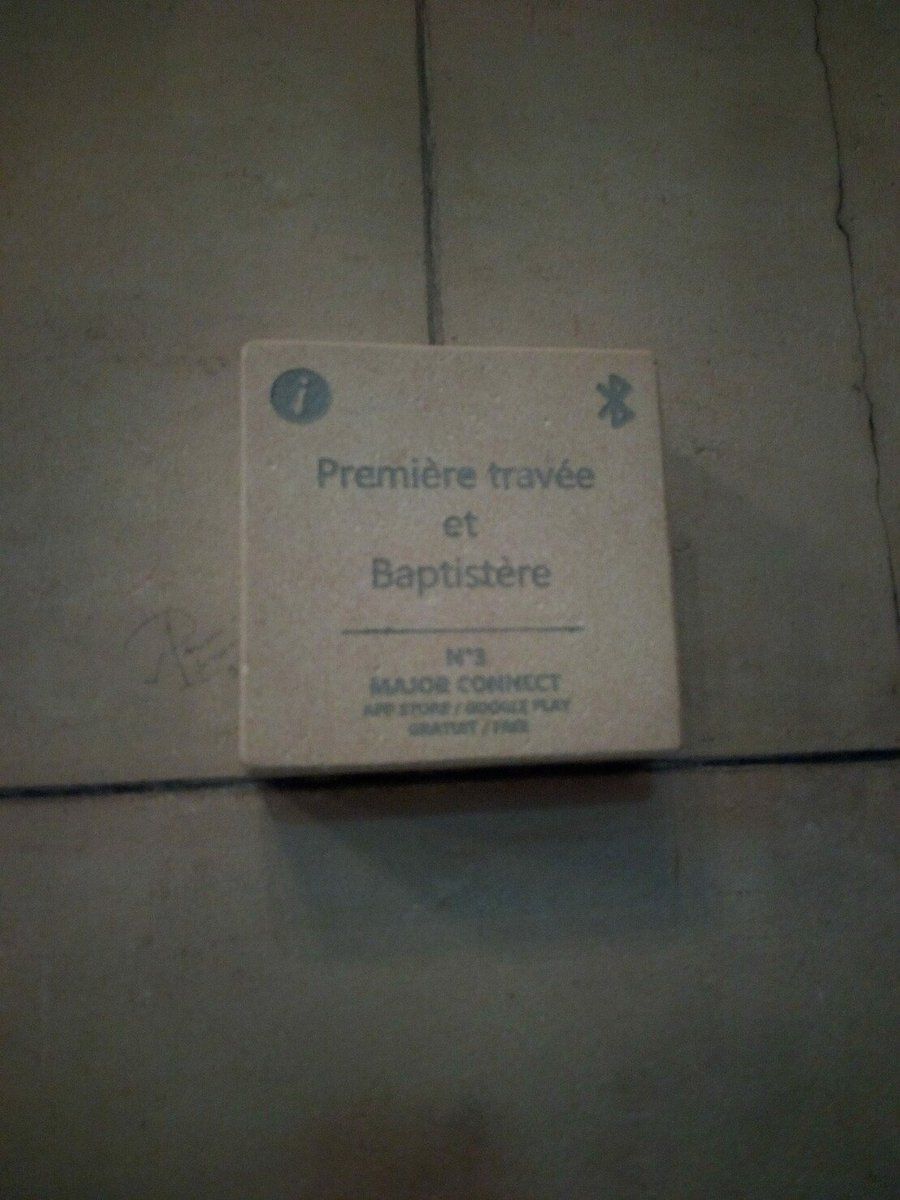 i
Première travée
et
Baptistère
N°3
MAJOR CONNECT
APP STORE / GOOGLE PLAY
GRATUIT / FREE